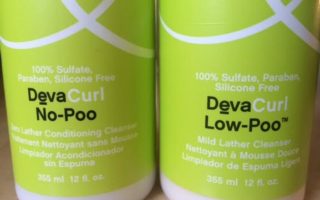 100% Sulfate,
Paraben,
Silicone Free
DevaCurl
No-Poo
Zero Lather Conditioning Cleanser
Traitement Nettoyant sans Mousse
Limpiador Acondicionador
sin Espuma
355 ml 12 fl. oz.
100% Sulfate, Paraben,
Silicone Free
DevaCurl
Low-Poo™
Mild Lather Cleanser
Nettoyant à Mousse Douce
Limpiador de Espuma Ligera
355 ml 12 fl. oz.